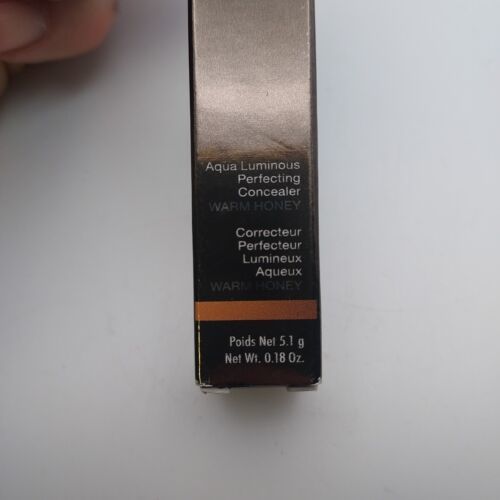 Aqua Luminous
Perfecting
Concealer
WARM HONEY
Correcteur
Perfecteur
Lumineux
Aqueux
WARM HONEY
Poids Net 5.1 g
Net Wt. 0.18 Oz.